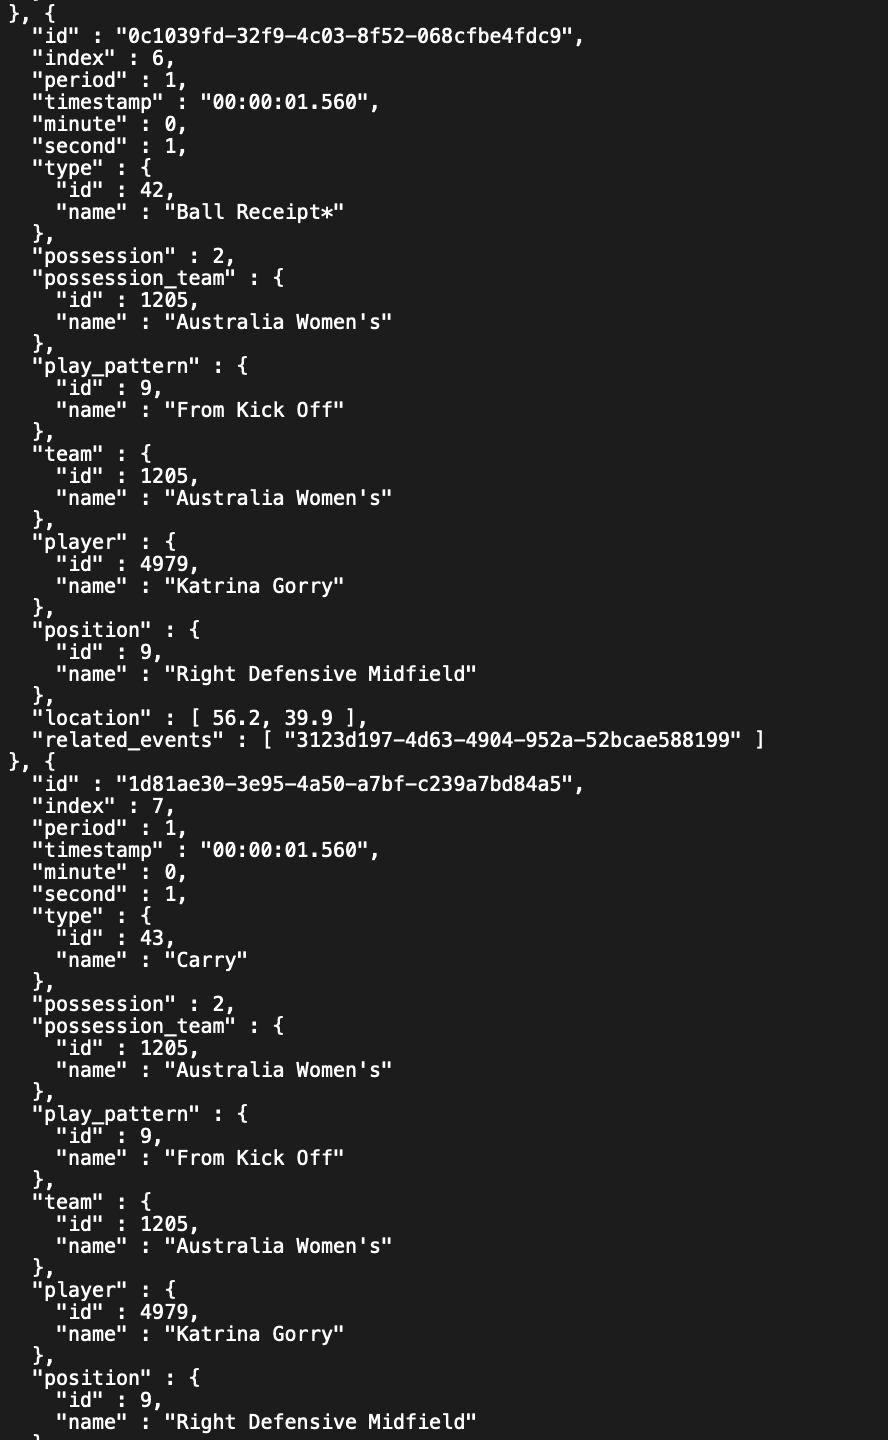 }, {
"id" : "0c1039fd-32f9-4c03-8f52-068cfbe4fdc9",
"index" : 6,
"period" : 1,
"timestamp" : "00:00:01.560",
"minute" : 0,
"second" : 1,
"type" : {
"id" : 42,
"name" : "Ball Receipt*"
},
"possession" : 2,
"possession_team" : {
"id" : 1205,
"name" : "Australia Women's"
},
"play_pattern" : {
"id" : 9,
"name" : "From Kick Off"
},
"team" : {
"id" : 1205,
"name" : "Australia Women's"
},
"player" : {
"id" : 4979,
"name" : "Katrina Gorry"
},
"position" : {
"id" : 9,
"name" : "Right Defensive Midfield"
},
"location" : [ 56.2, 39.9 ],
"related_events" : [ "3123d197-4d63-4904-952a-52bcae588199" ]
}, {
"id" : "1d81ae30-3e95-4a50-a7bf-c239a7bd84a5",
"index" : 7,
"period" : 1,
"timestamp" : "00:00:01.560",
"minute" : 0,
"second" : 1,
"type" : {
"id" : 43,
"name" : "Carry"
},
"possession" : 2,
"possession_team" : {
"id" : 1205,
"name" : "Australia Women's"
},
"play_pattern" : {
"id" : 9,
"name" : "From Kick Off"
},
"team" : {
"id" : 1205,
"name" : "Australia Women's"
},
"player" : {
"id" : 4979,
"name" : "Katrina Gorry"
},
"position" : {
"id" : 9,
"name" : "Right Defensive Midfield"